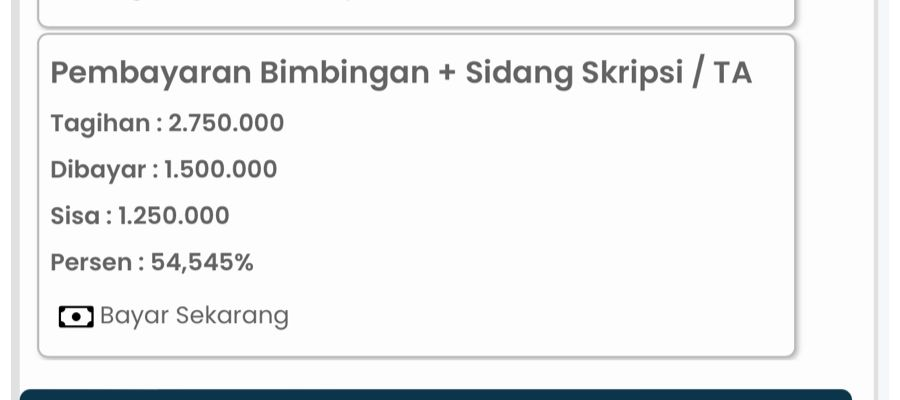 Pembayaran Bimbingan + Sidang Skripsi / TA
Tagihan : 2.750.000
Dibayar : 1.500.000
Sisa : 1.250.000
Persen : 54,545%
Bayar Sekarang